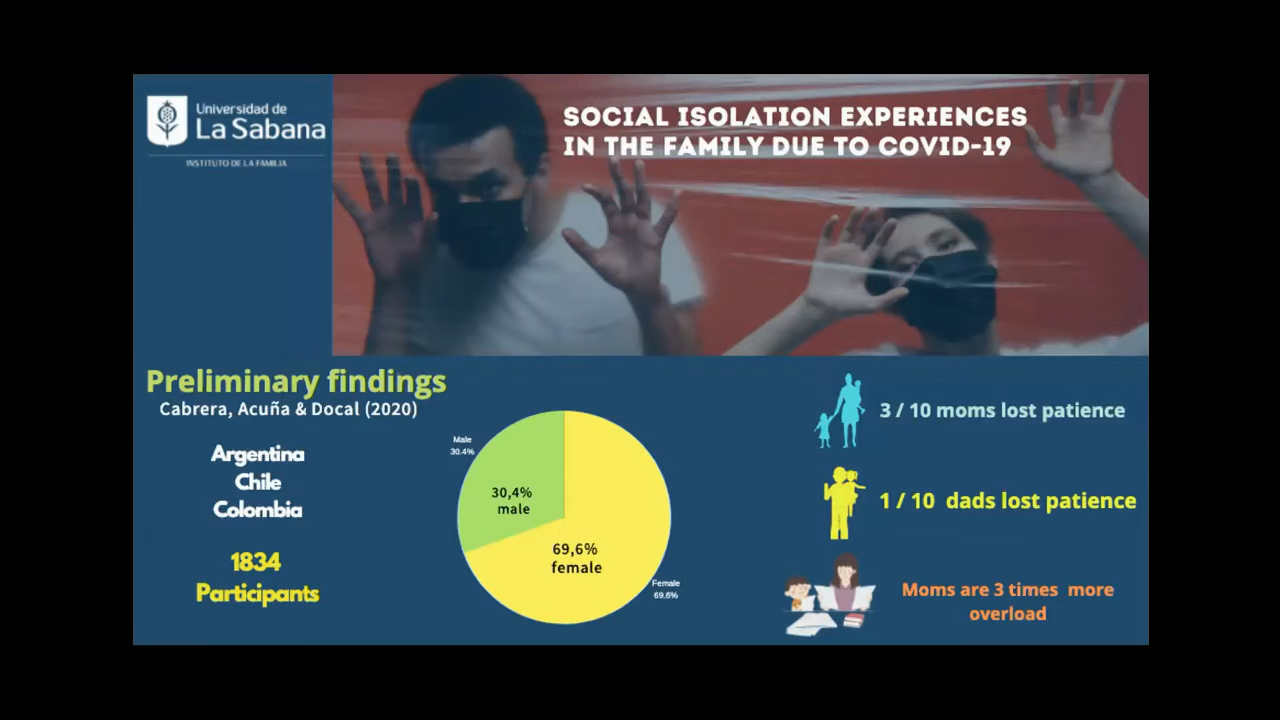 Universidad de
La Sabana
INSTITUTO DE LA FAMILIA
SOCIAL ISOLATION EXPERIENCES
IN THE FAMILY DUE TO COVID-19
Preliminary findings
Cabrera, Acuña & Docal (2020)
Argentina
Chile
Colombia
1834
Participants
Male
30.4%
30,4%
male
69,6%
female
Female
69.6%
3 / 10 moms lost patience
1 / 10 dads lost patience
Moms are 3 times more
overload